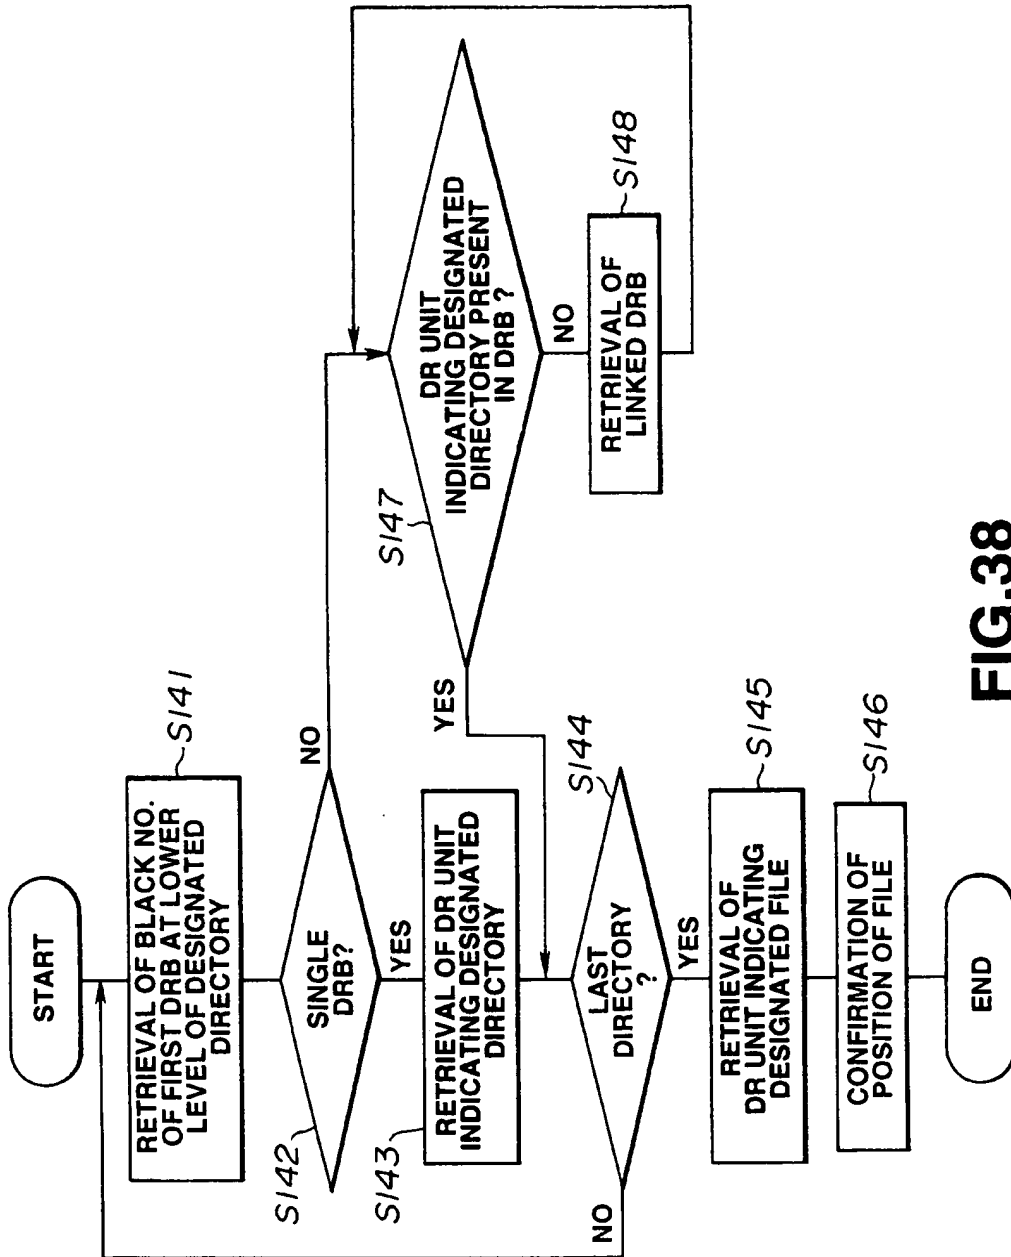 START
RETRIEVAL OF BLACK NO.
OF FIRST DRB AT LOWER
LEVEL OF DESIGNATED
DIRECTORY
S141
SINGLE
DRB?
S142
NO
YES
RETRIEVAL OF DR UNIT
INDICATING DESIGNATED
DIRECTORY
S143
LAST
DIRECTORY
?
S144
NO
YES
RETRIEVAL OF
DR UNIT INDICATING
DESIGNATED FILE
S145
CONFIRMATION OF
POSITION OF FILE
S146
END
DR UNIT
INDICATING DESIGNATED
DIRECTORY PRESENT
IN DRB ?
S147
YES
NO
RETRIEVAL OF
LINKED DRB
S148
FIG.38